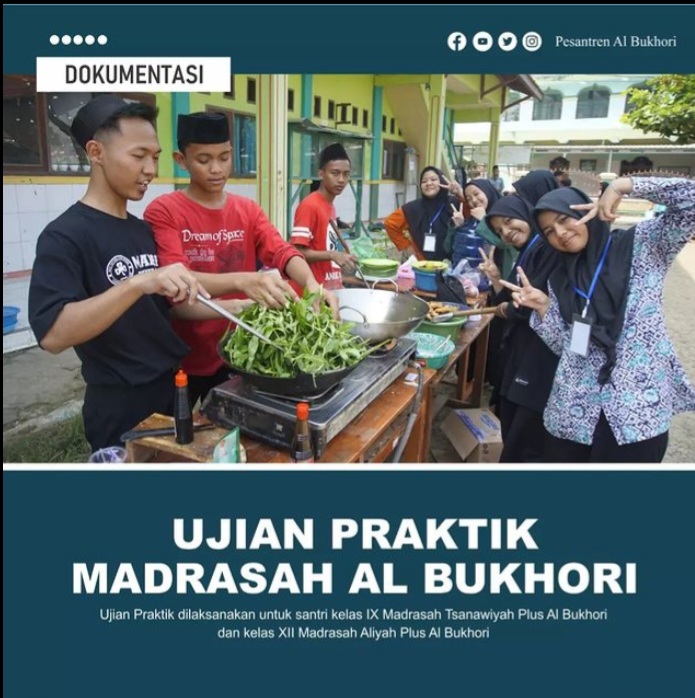 Pesantren Al Bukhori
DOKUMENTASI
Dream of Space
UJIAN PRAKTIK
MADRASAH AL BUKHORI
Ujian Praktik dilaksanakan untuk santri kelas IX Madrasah Tsanawiyah Plus Al Bukhori
dan kelas XII Madrasah Aliyah Plus Al Bukhori